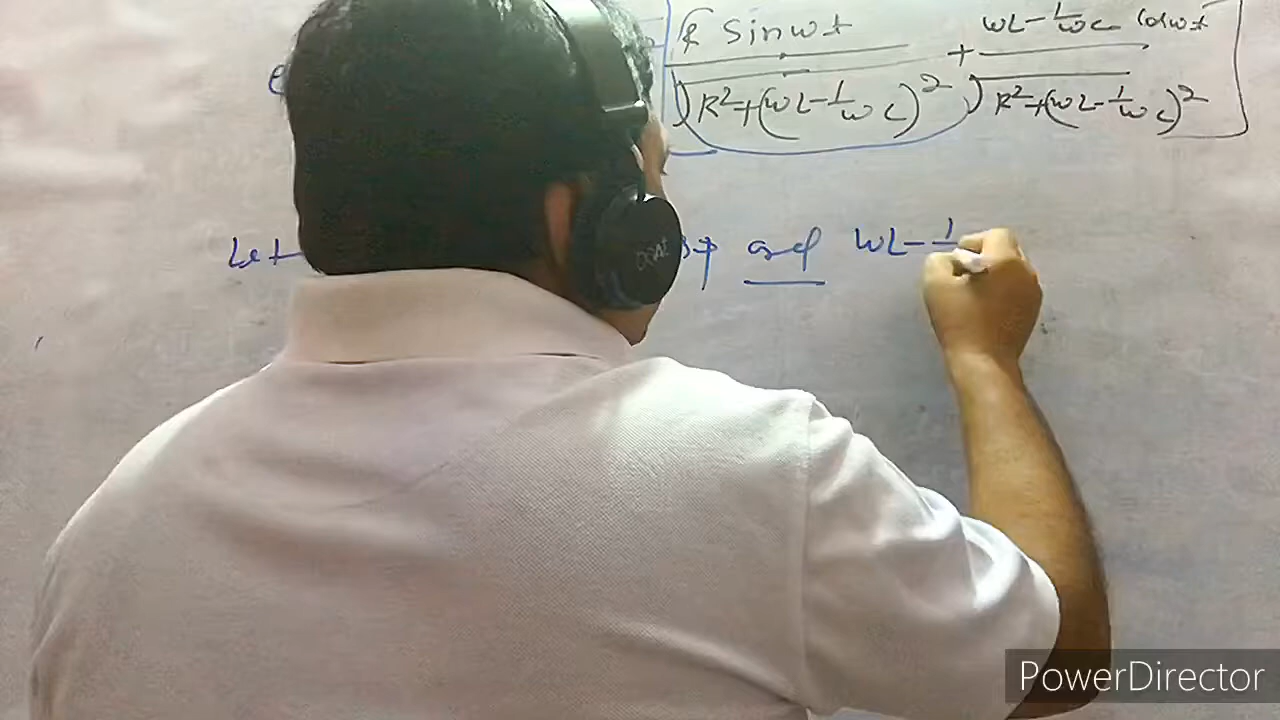 R Sinωt + ωL-1/ωC Cosωt
√R²+(ωL-1/ωC)² √R²+(ωL-1/ωC)²
Let and ωL-1
PowerDirector